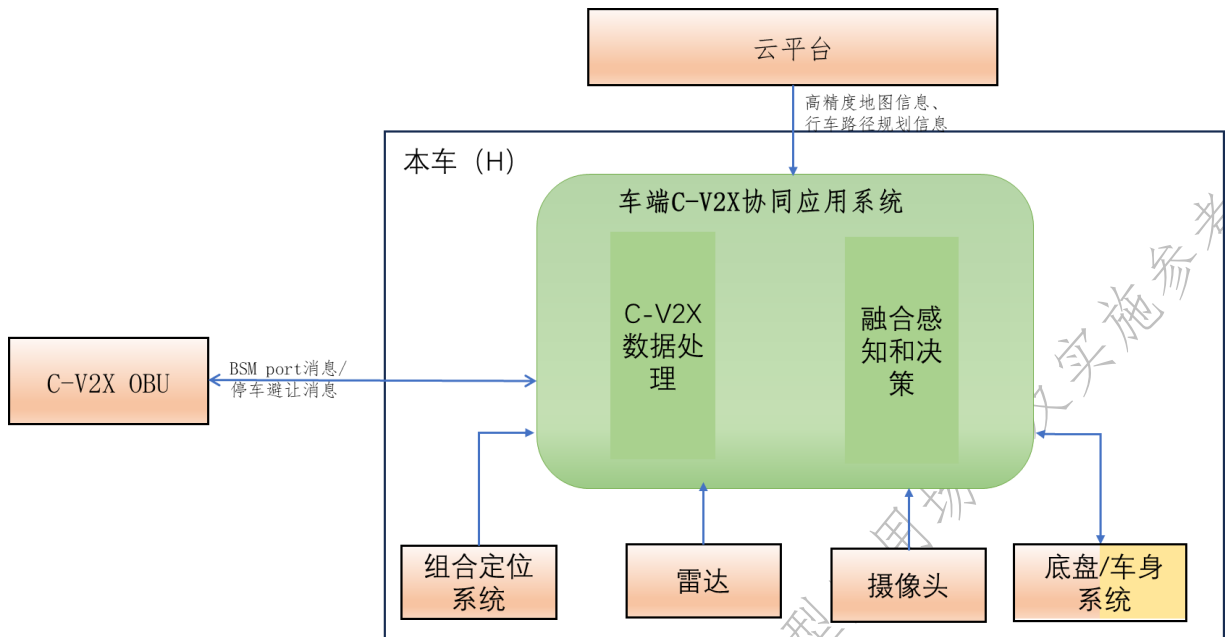 云平台
高精度地图信息、
行车路径规划信息
本车（H）
车端C-V2X协同应用系统
C-V2X
数据处
理
融合感
知和决
策
C-V2X OBU
BSM port消息/
停车避让消息
组合定位
系统
雷达
摄像头
底盘/车身
系统
型
用场
实施参考